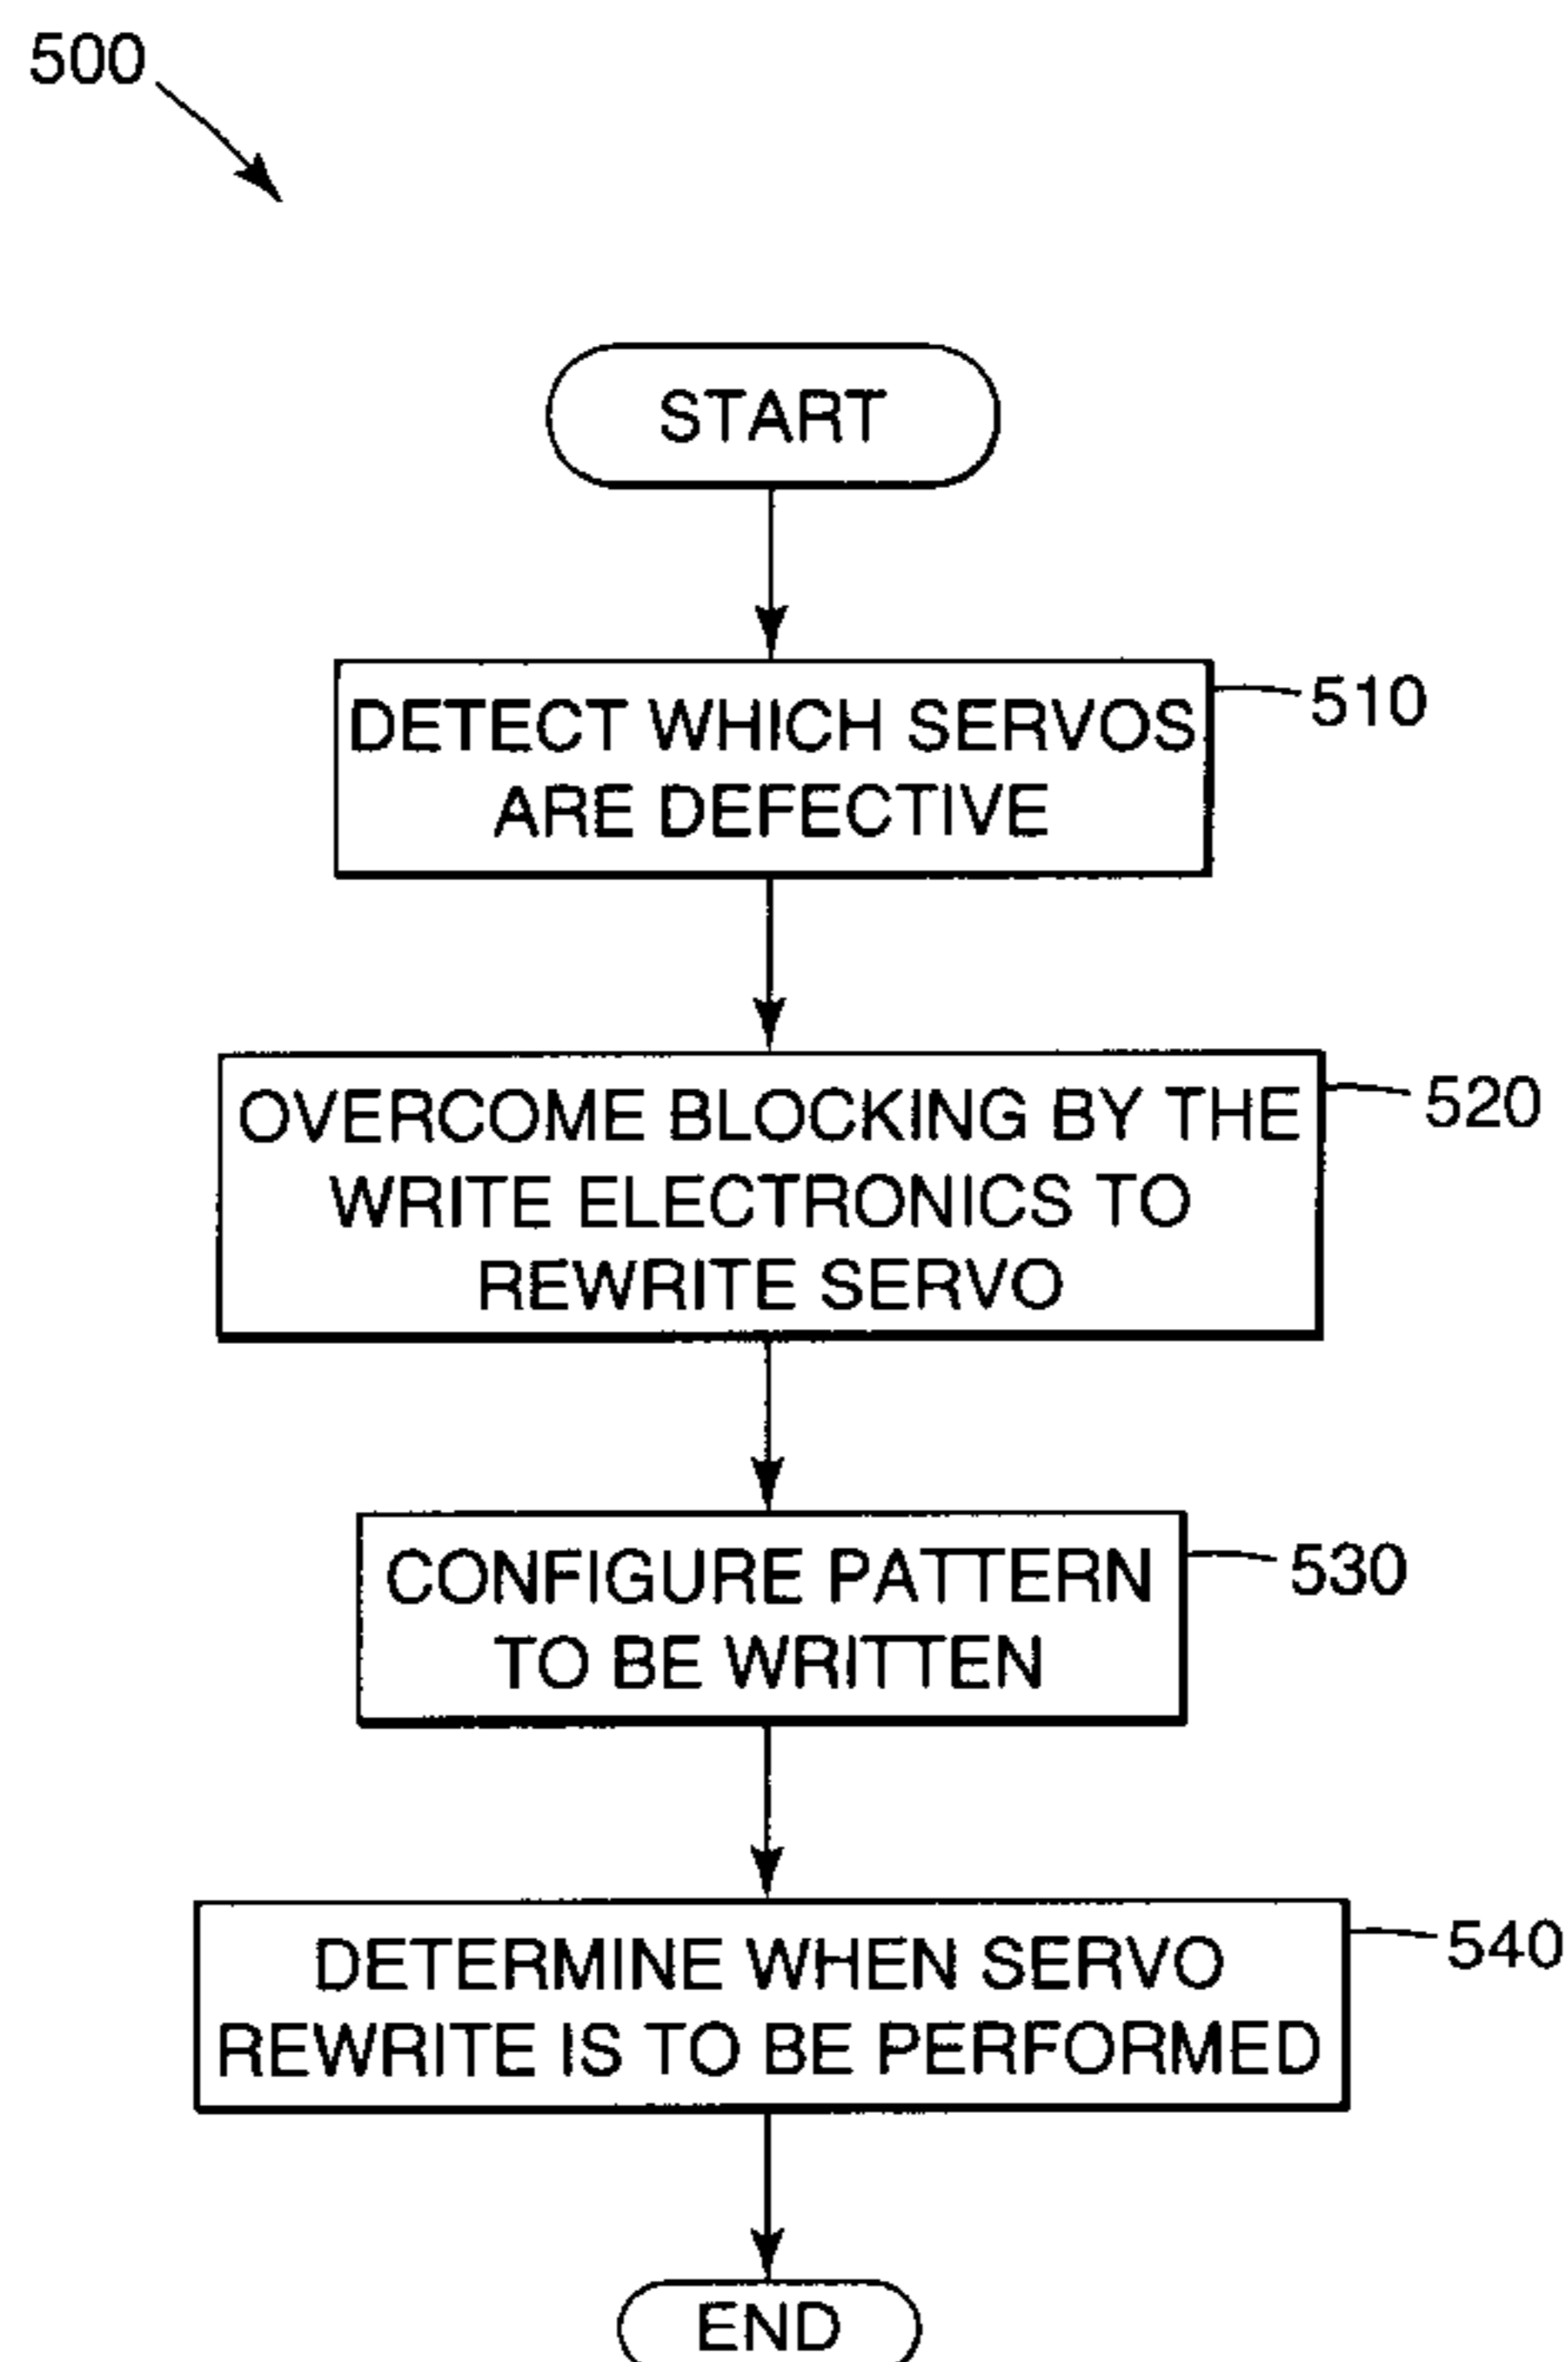 500
START
DETECT WHICH SERVOS
ARE DEFECTIVE
510
OVERCOME BLOCKING BY THE
WRITE ELECTRONICS TO
REWRITE SERVO
520
CONFIGURE PATTERN
TO BE WRITTEN
530
DETERMINE WHEN SERVO
REWRITE IS TO BE PERFORMED
540
END